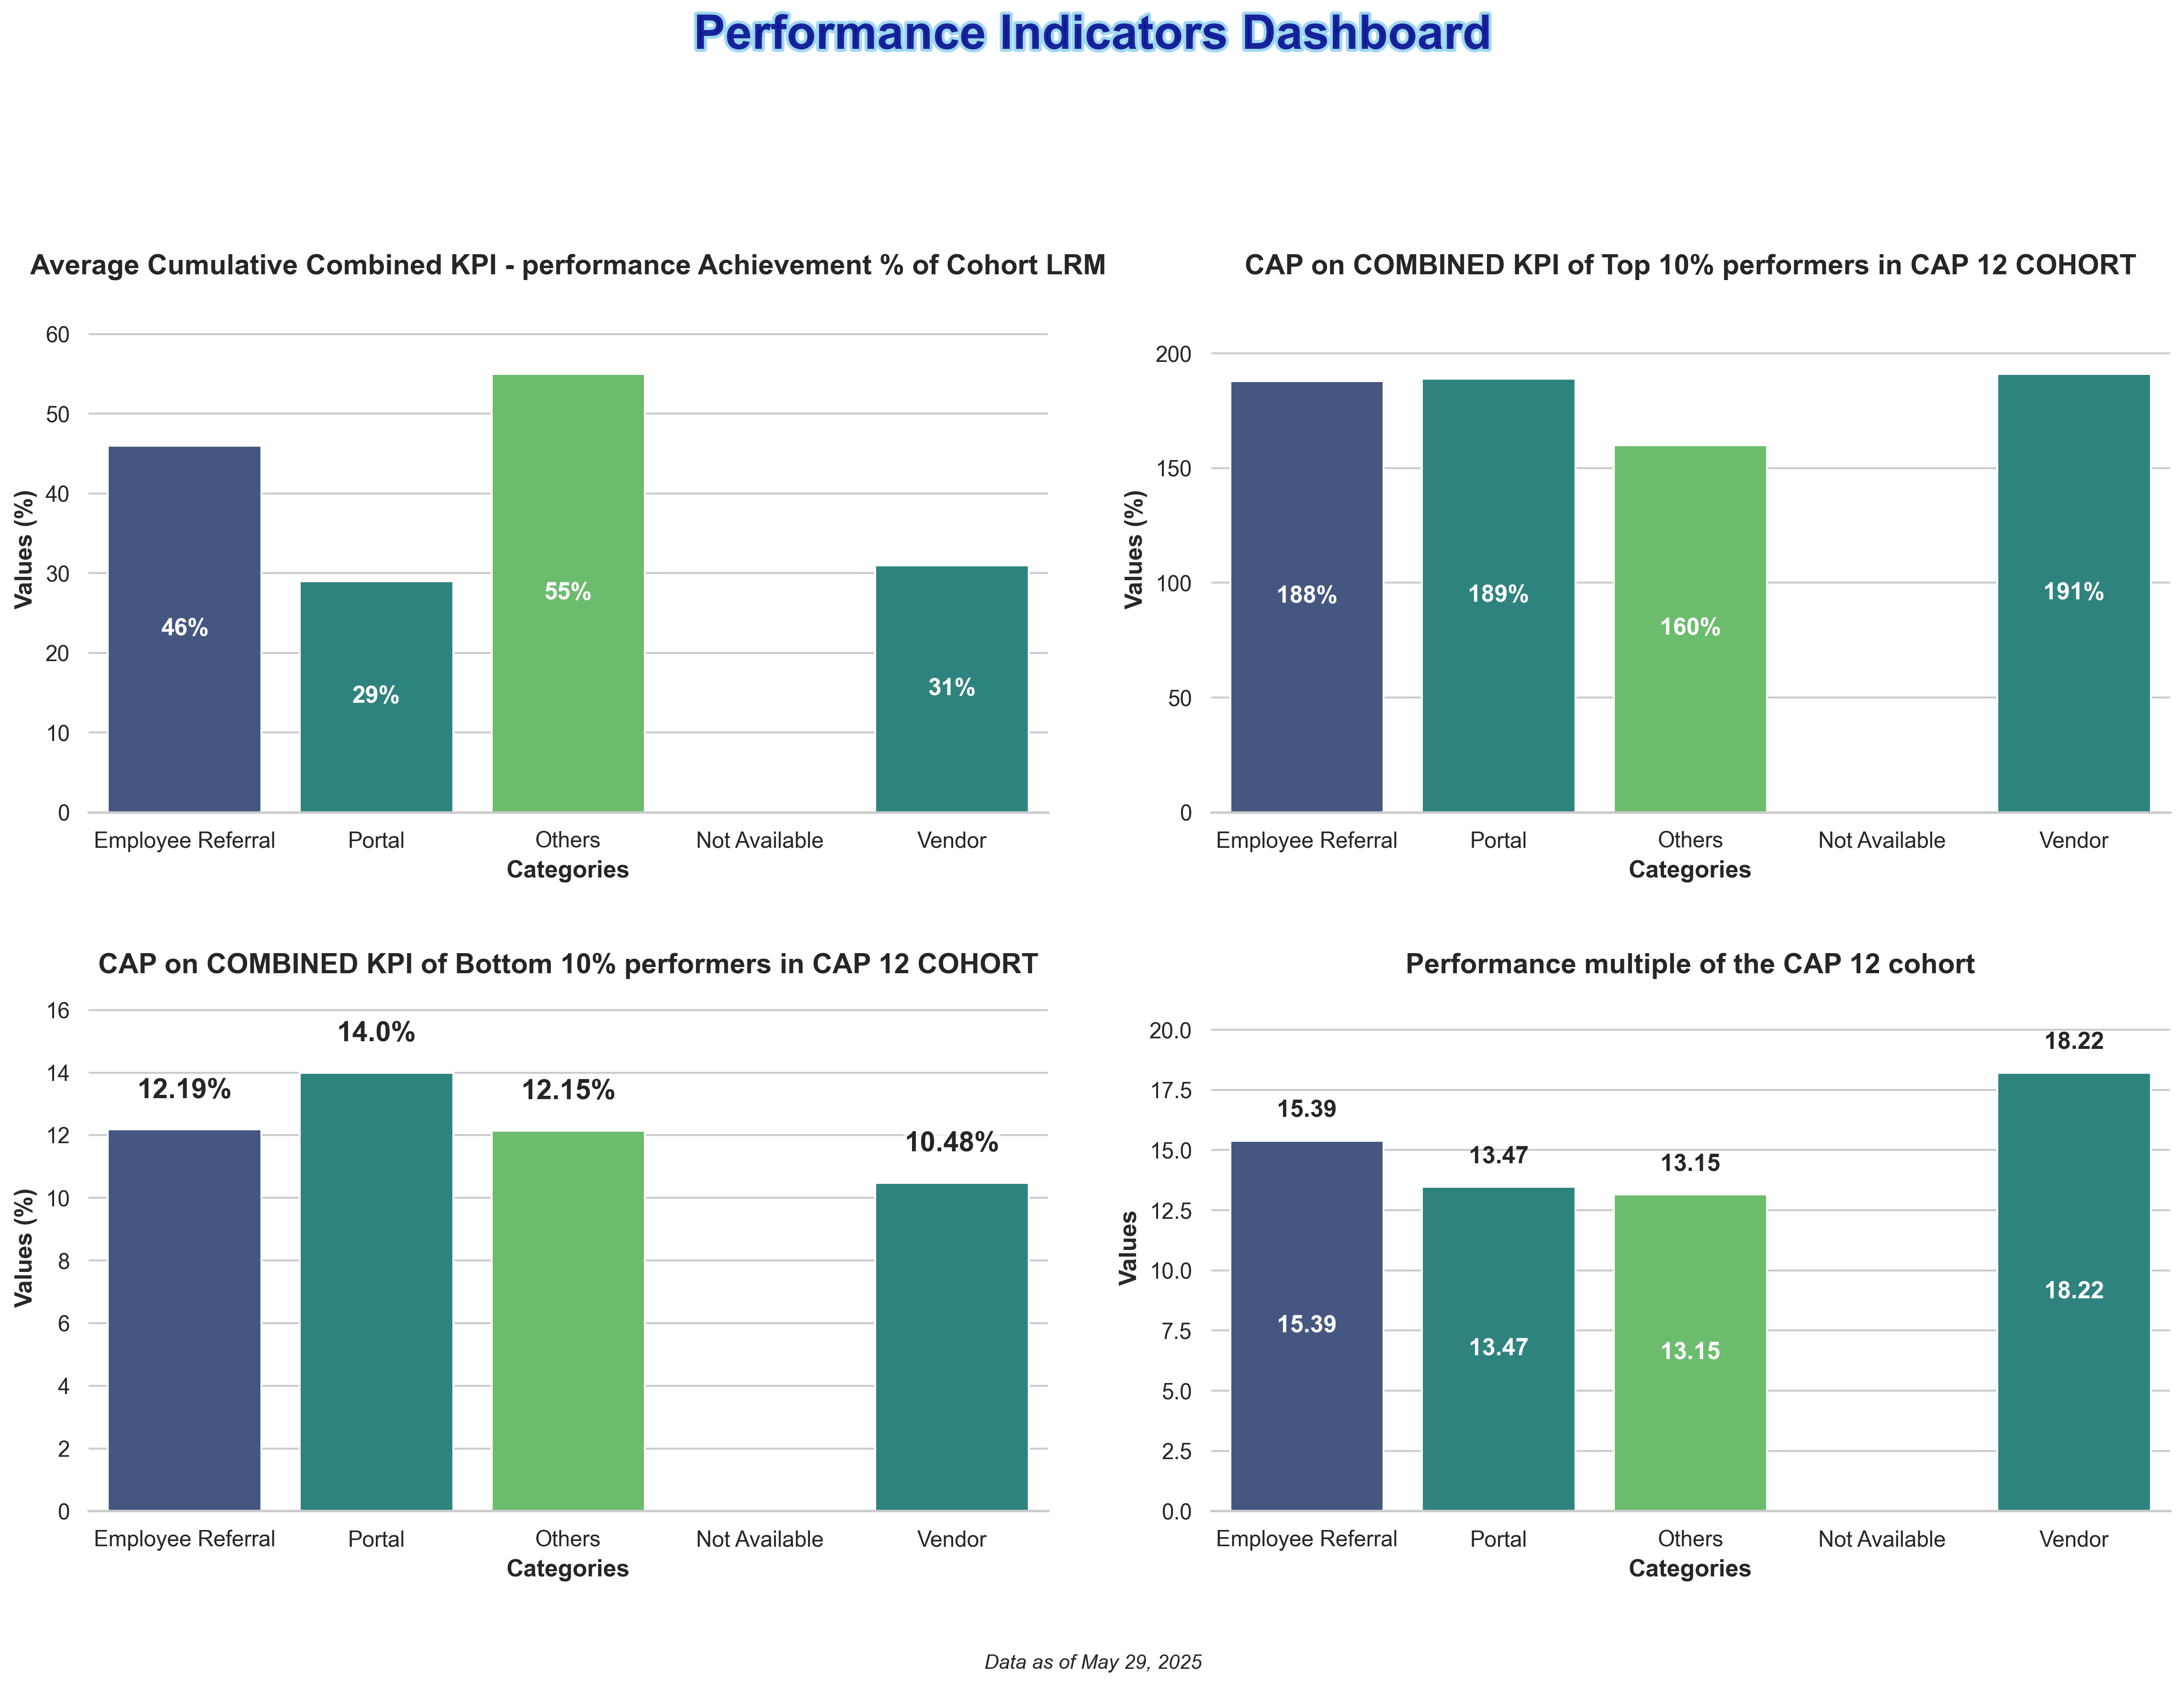 Performance Indicators Dashboard
Average Cumulative Combined KPI - performance Achievement % of Cohort LRM
Values (%)
60
50
40
30
20
10
0
46%
29%
55%
31%
Employee Referral
Portal
Others
Not Available
Vendor
Categories
CAP on COMBINED KPI of Top 10% performers in CAP 12 COHORT
Values (%)
200
150
100
50
0
188%
189%
160%
191%
Employee Referral
Portal
Others
Not Available
Vendor
Categories
CAP on COMBINED KPI of Bottom 10% performers in CAP 12 COHORT
Values (%)
16
14
12
10
8
6
4
2
0
12.19%
14.0%
12.15%
10.48%
Employee Referral
Portal
Others
Not Available
Vendor
Categories
Performance multiple of the CAP 12 cohort
Values
20.0
17.5
15.0
12.5
10.0
7.5
5.0
2.5
0.0
15.39
13.47
13.15
18.22
15.39
13.47
13.15
18.22
Employee Referral
Portal
Others
Not Available
Vendor
Categories
Data as of May 29, 2025